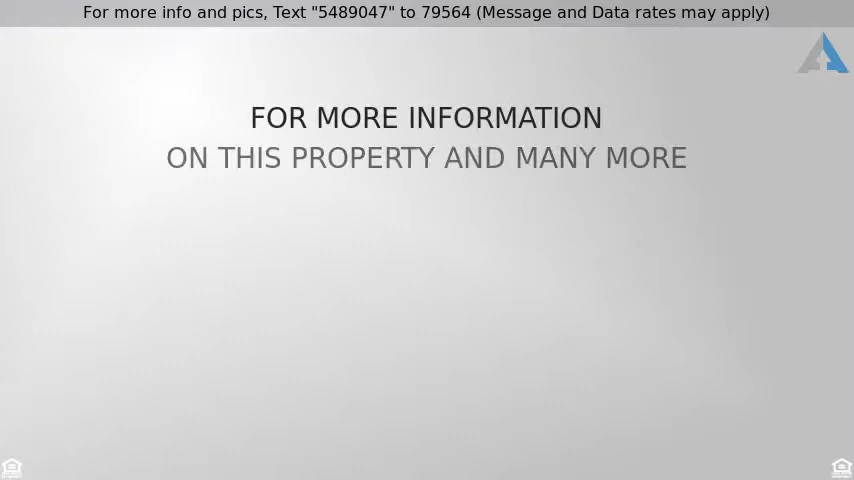 For more info and pics, Text "5489047" to 79564 (Message and Data rates may apply)
FOR MORE INFORMATION
ON THIS PROPERTY AND MANY MORE